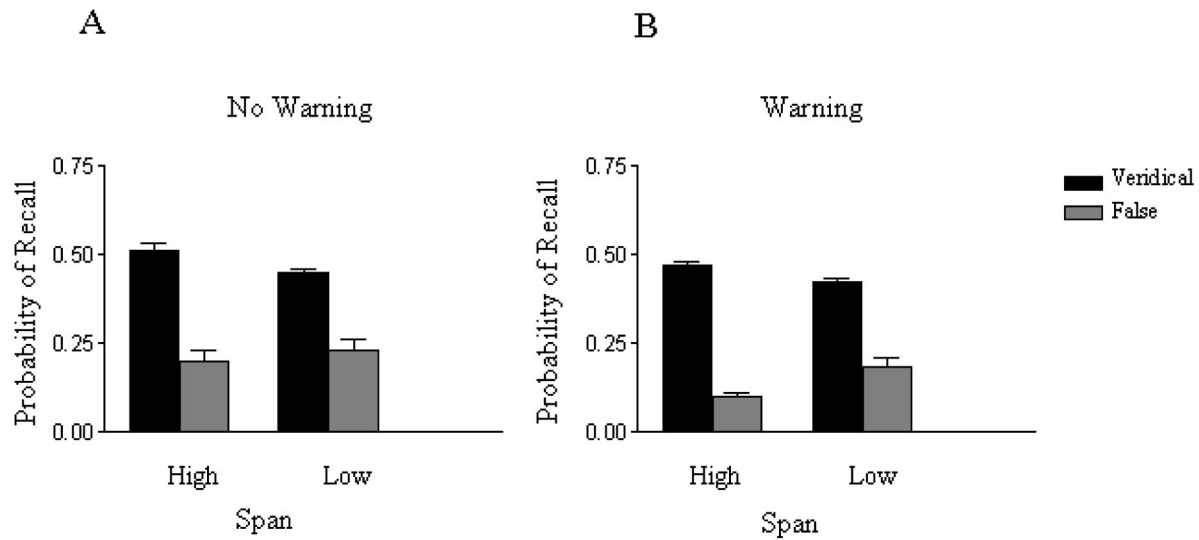 A
No Warning
Probability of Recall
0.75
0.50
0.25
0.00
High Low
Span
B
Warning
Probability of Recall
0.75
0.50
0.25
0.00
High Low
Span
Veridical
False